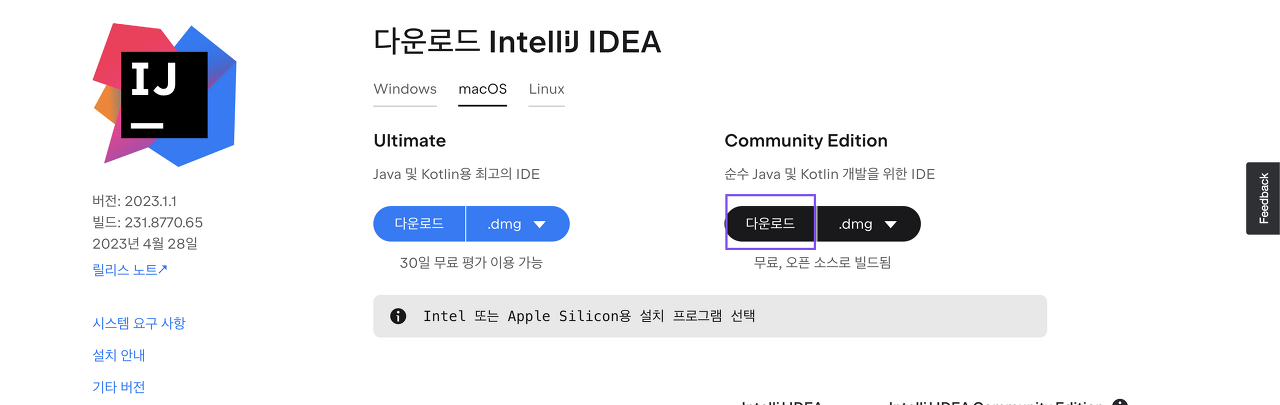 IJ
다운로드 IntelliJ IDEA
Windows macOS Linux
Ultimate
Java 및 Kotlin용 최고의 IDE
다운로드 .dmg
30일 무료 평가 이용 가능
Community Edition
순수 Java 및 Kotlin 개발을 위한 IDE
다운로드 .dmg
무료, 오픈 소스로 빌드됨
버전: 2023.1.1
빌드: 231.8770.65
2023년 4월 28일
릴리스 노트↗
시스템 요구 사항
설치 안내
기타 버전
Intel 또는 Apple Silicon용 설치 프로그램 선택
Feedback
IntelliJ IDEA IntelliJ IDEA Community Edition